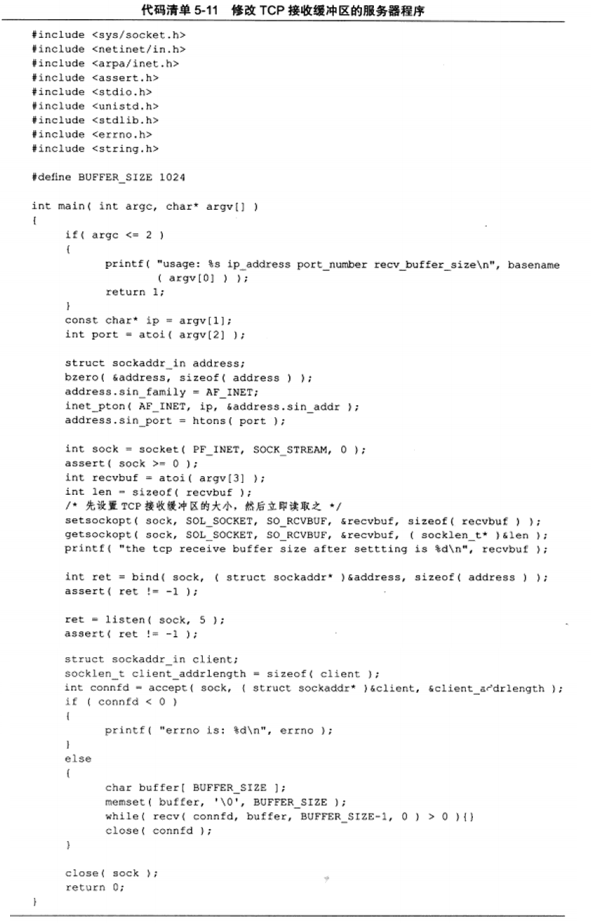 代码清单 5-11 修改 TCP 接收缓冲区的服务器程序
#include <sys/socket.h>
#include <netinet/in.h>
#include <arpa/inet.h>
#include <assert.h>
#include <stdio.h>
#include <unistd.h>
#include <stdlib.h>
#include <errno.h>
#include <string.h>
#define BUFFER_SIZE 1024
int main( int argc, char* argv[] )
{
if( argc <= 2 )
{
printf( "usage: %s ip_address port_number recv_buffer_size\n", basename
( argv[0] ) );
return 1;
}
const char* ip = argv[1];
int port = atoi( argv[2] );
struct sockaddr_in address;
bzero( &address, sizeof( address ) );
address.sin_family = AF_INET;
inet_pton( AF_INET, ip, &address.sin_addr );
address.sin_port = htons( port );
int sock = socket( PF_INET, SOCK_STREAM, 0 );
assert( sock >= 0 );
int recvbuf = atoi( argv[3] );
int len = sizeof( recvbuf );
/* 先设置 TCP 接收缓冲区的大小，然后立即读取之 */
setsockopt( sock, SOL_SOCKET, SO_RCVBUF, &recvbuf, sizeof( recvbuf ) );
getsockopt( sock, SOL_SOCKET, SO_RCVBUF, &recvbuf, ( socklen_t* )&len );
printf( "the tcp receive buffer size after settting is %d\n", recvbuf );
int ret = bind( sock, ( struct sockaddr* )&address, sizeof( address ) );
assert( ret != -1 );
ret = listen( sock, 5 );
assert( ret != -1 );
struct sockaddr_in client;
socklen_t client_addrlength = sizeof( client );
int connfd = accept( sock, ( struct sockaddr* )&client, &client_addrlength );
if ( connfd < 0 )
{
printf( "errno is: %d\n", errno );
}
else
{
char buffer[ BUFFER_SIZE ];
memset( buffer, '\0', BUFFER_SIZE );
while( recv( connfd, buffer, BUFFER_SIZE-1, 0 ) > 0 ){}
close( connfd );
}
close( sock );
return 0;
}